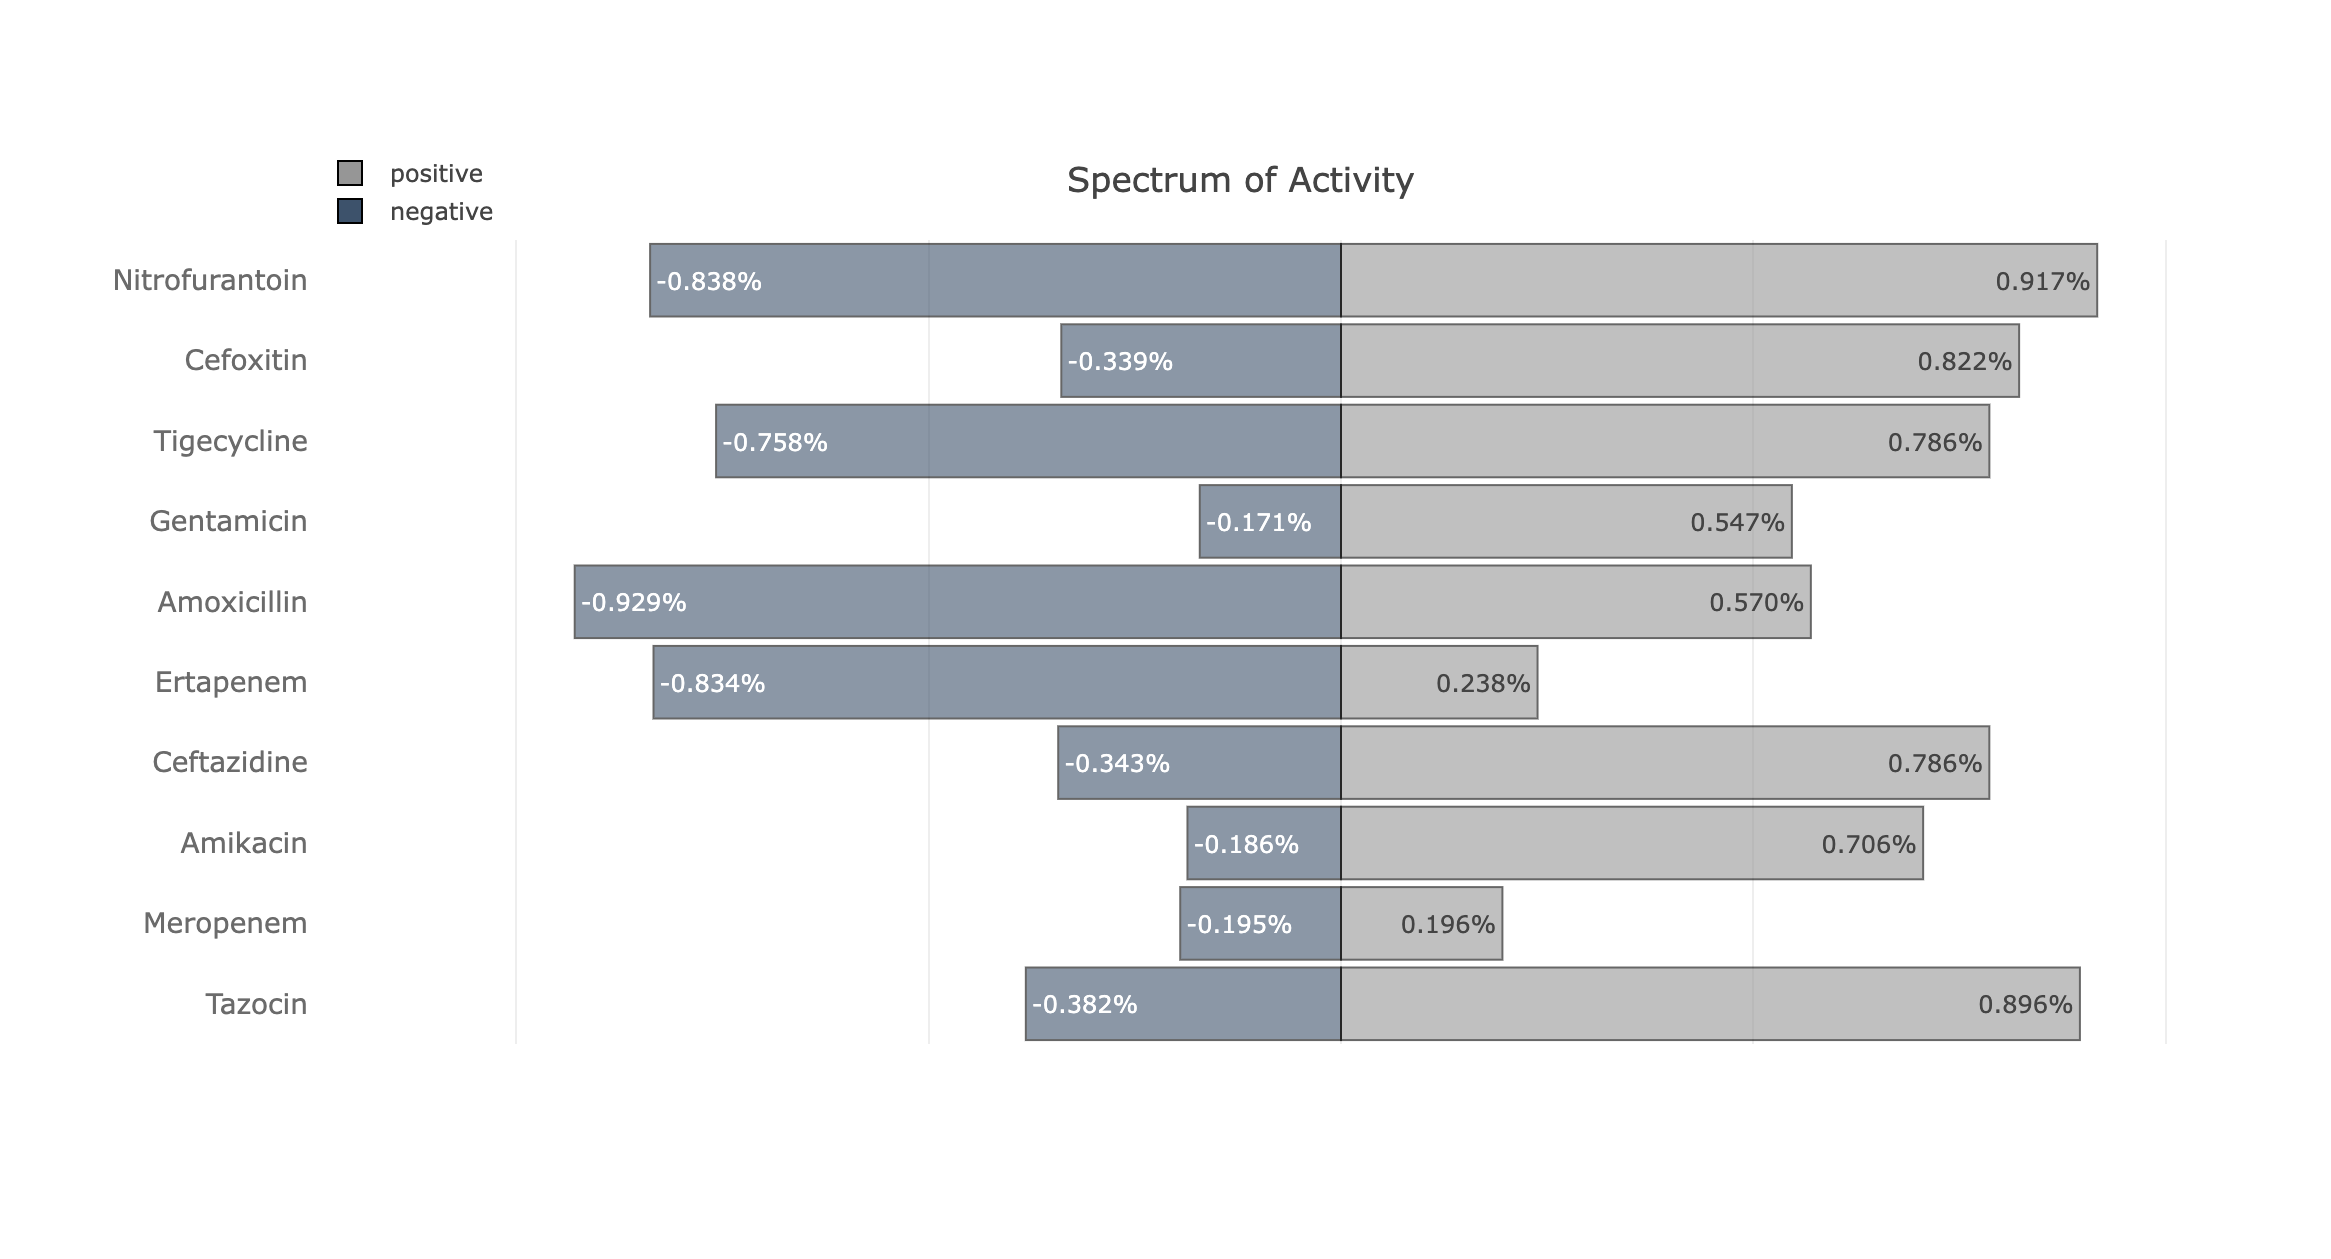 positive
negative
Spectrum of Activity
Nitrofurantoin -0.838% 0.917%
Cefoxitin -0.339% 0.822%
Tigecycline -0.758% 0.786%
Gentamicin -0.171% 0.547%
Amoxicillin -0.929% 0.570%
Ertapenem -0.834% 0.238%
Ceftazidine -0.343% 0.786%
Amikacin -0.186% 0.706%
Meropenem -0.195% 0.196%
Tazocin -0.382% 0.896%